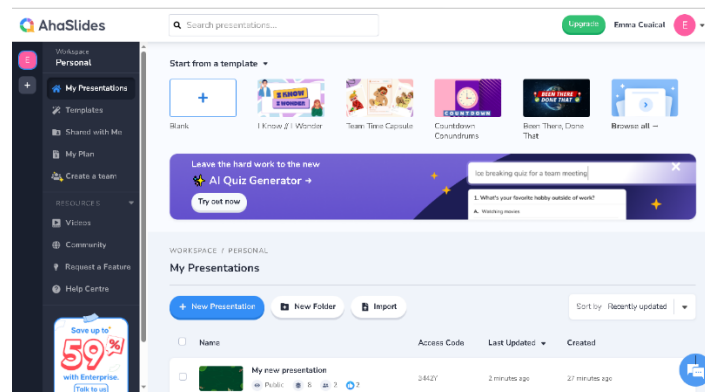 AhaSlides
Search presentations...
Upgrade
Emma Cuaical
E
E
Workspace
Personal
+
My Presentations
Templates
Shared with Me
My Plan
Create a team
RESOURCES
Videos
Community
Request a Feature
Help Centre
Save up to
59%
with Enterprise.
Talk to us
Start from a template
+
Blank
I KNOW
I WONDER
I Know // I Wonder
Team Time Capsule
COUNTDOWN
Countdown
Conundrums
BEEN THERE,
DONE THAT
Been There, Done
That
Browse all →
Leave the hard work to the new
AI Quiz Generator →
Try out now
Ice breaking quiz for a team meeting
1. What's your favorite hobby outside of work?
A. Watching movies
WORKSPACE / PERSONAL
My Presentations
+ New Presentation
New Folder
Import
Sort by Recently updated
Name
Access Code
Last Updated
Created
My new presentation
Public 8 2 2
3442Y
2 minutes ago
27 minutes ago